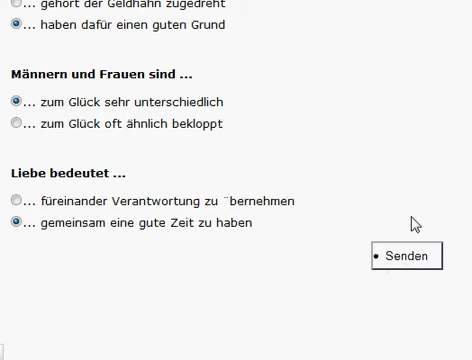 ... gehört der Geldhahn zugedreht
... haben dafür einen guten Grund
Männern und Frauen sind ...
... zum Glück sehr unterschiedlich
... zum Glück oft ähnlich bekloppt
Liebe bedeutet ...
... füreinander Verantwortung zu ¨bernehmen
... gemeinsam eine gute Zeit zu haben
Senden